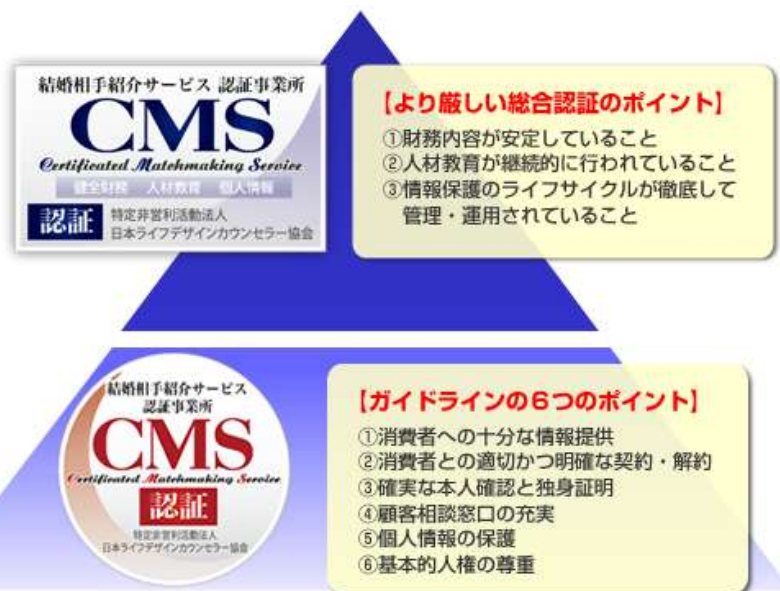 結婚相手紹介サービス 認証事業所
CMS
Certificated Matchmaking Service
健全財務 人材教育 個人情報
認証
特定非営利活動法人
日本ライフデザインカウンセラー協会
【より厳しい総合認証のポイント】
①財務内容が安定していること
②人材教育が継続的に行われていること
③情報保護のライフサイクルが徹底して
管理・運用されていること
結婚相手紹介サービス
認証事業所
CMS
Certificated Matchmaking Service
認証
特定非営利活動法人
日本ライフデザインカウンセラー協会
【ガイドラインの６つのポイント】
①消費者への十分な情報提供
②消費者との適切かつ明確な契約・解約
③確実な本人確認と独身証明
④顧客相談窓口の充実
⑤個人情報の保護
⑥基本的人権の尊重